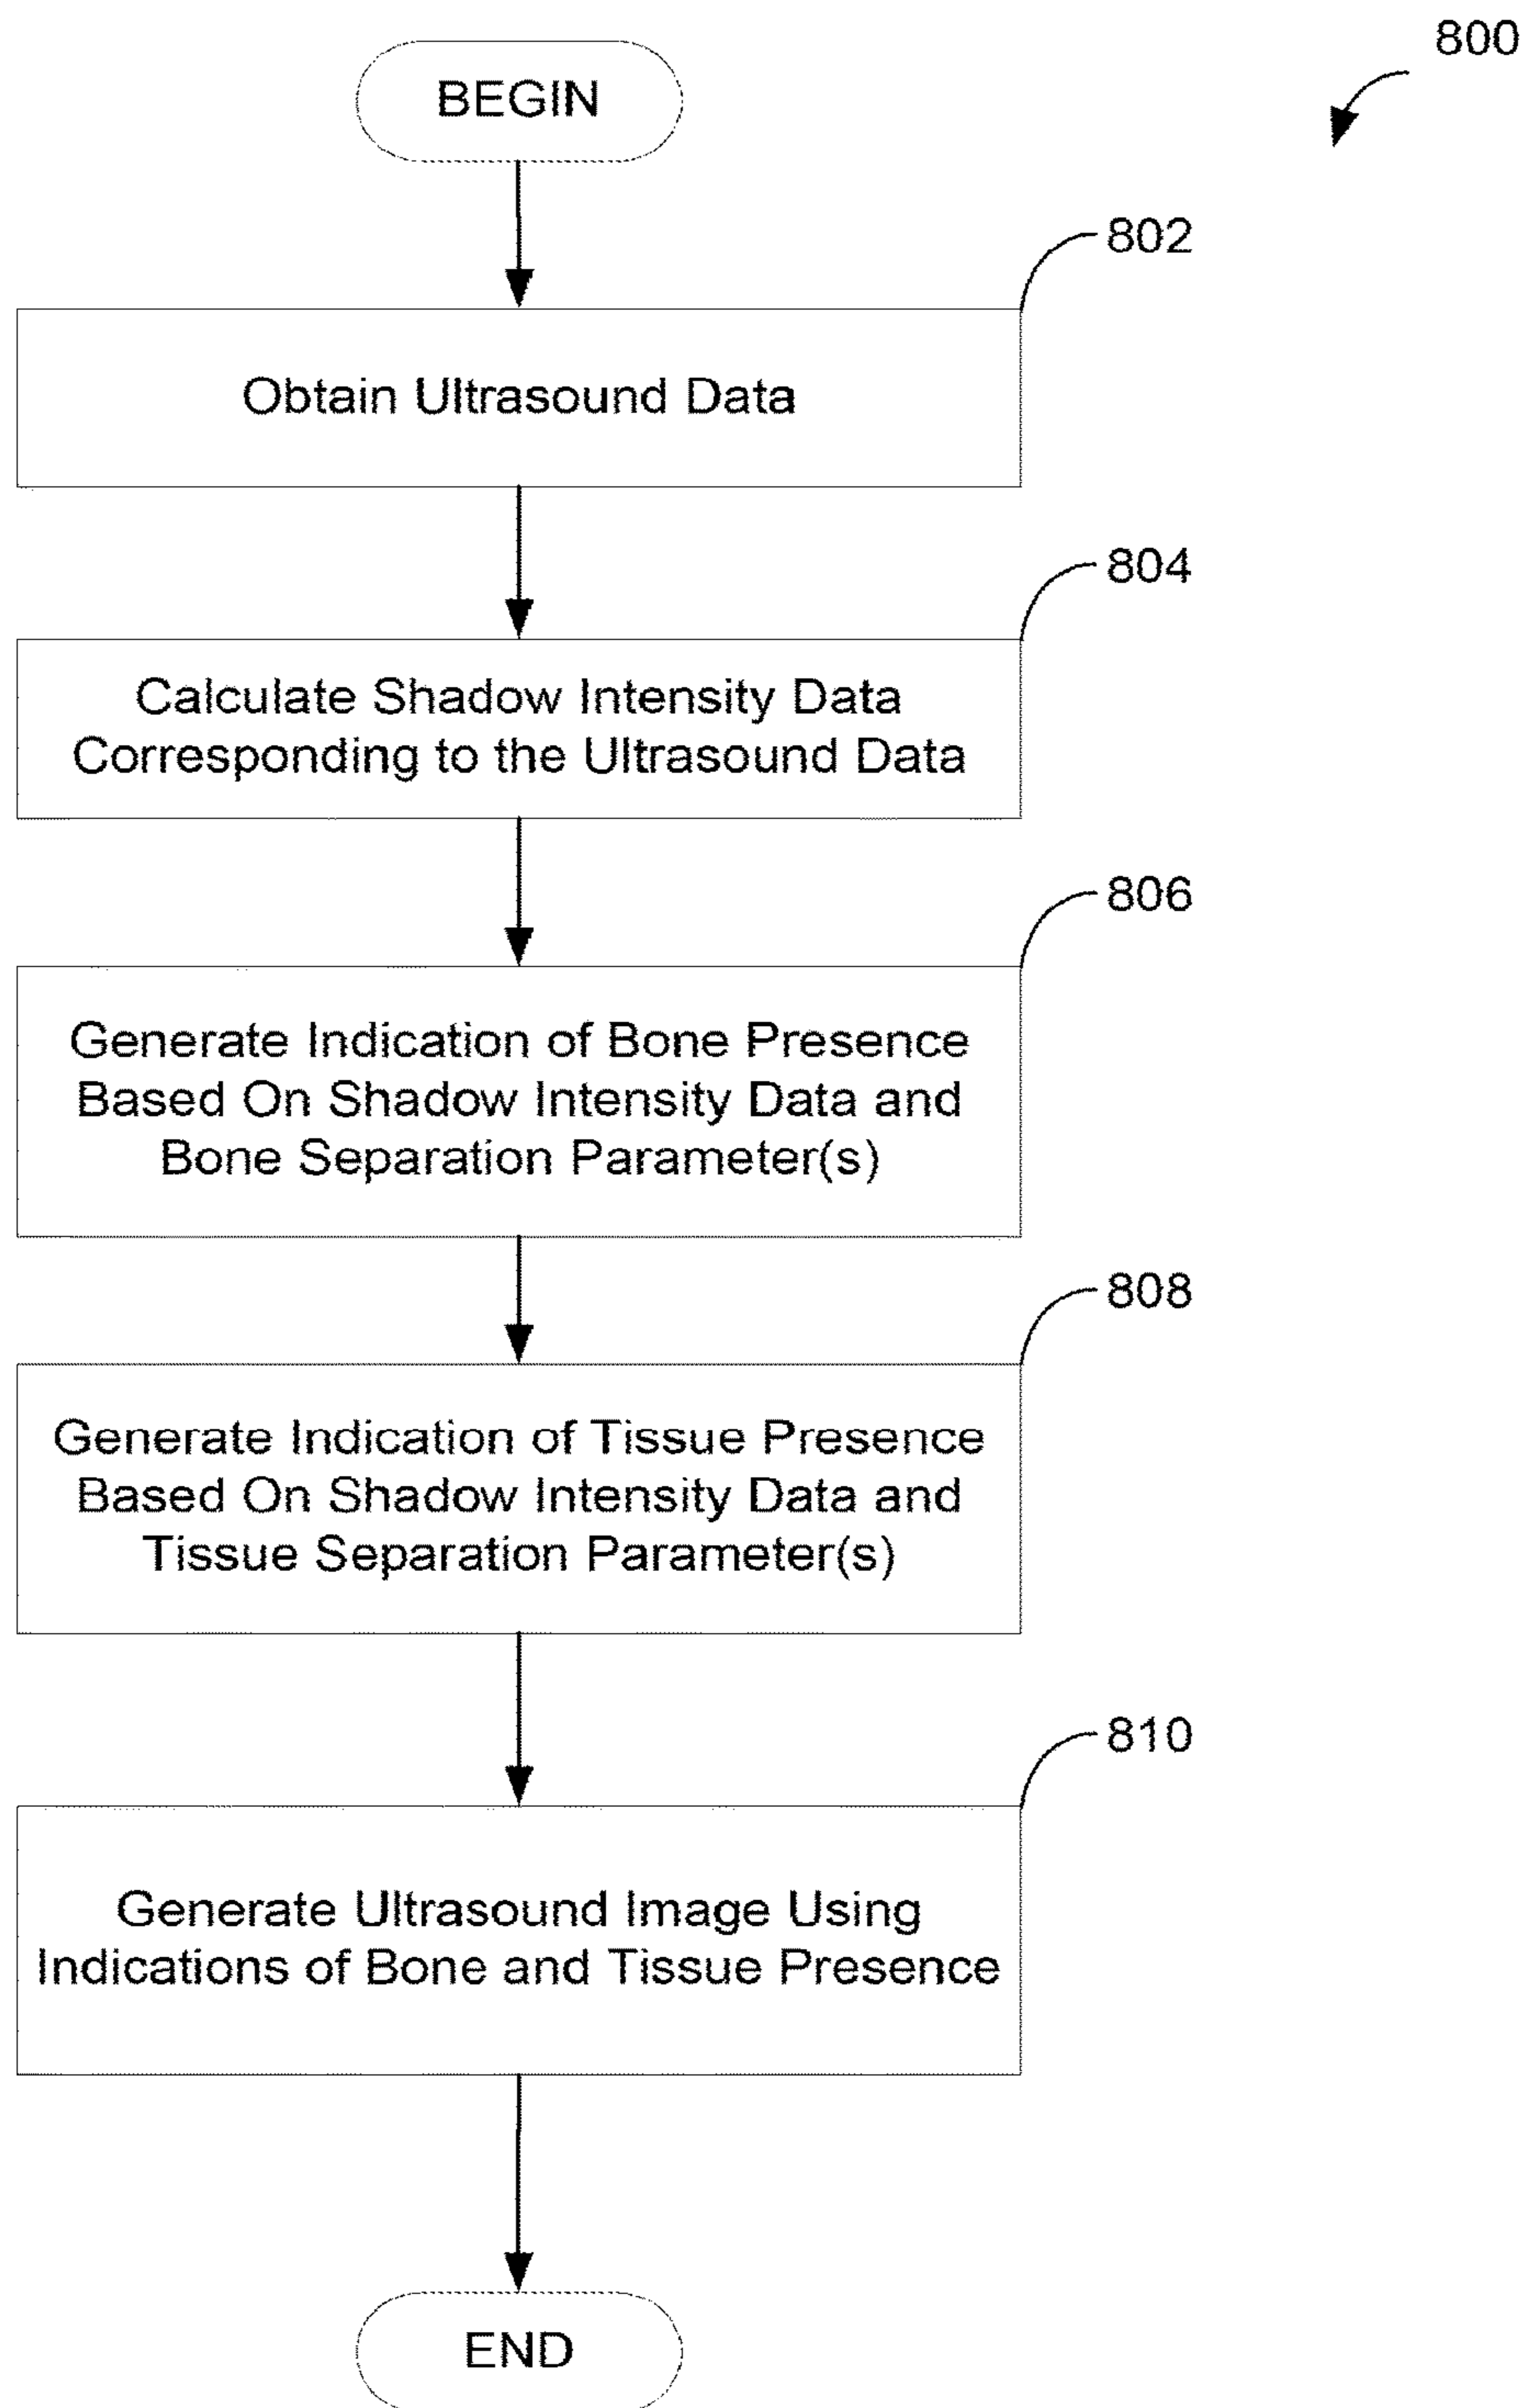 800
BEGIN
802
Obtain Ultrasound Data
804
Calculate Shadow Intensity Data
Corresponding to the Ultrasound Data
806
Generate Indication of Bone Presence
Based On Shadow Intensity Data and
Bone Separation Parameter(s)
808
Generate Indication of Tissue Presence
Based On Shadow Intensity Data and
Tissue Separation Parameter(s)
810
Generate Ultrasound Image Using
Indications of Bone and Tissue Presence
END